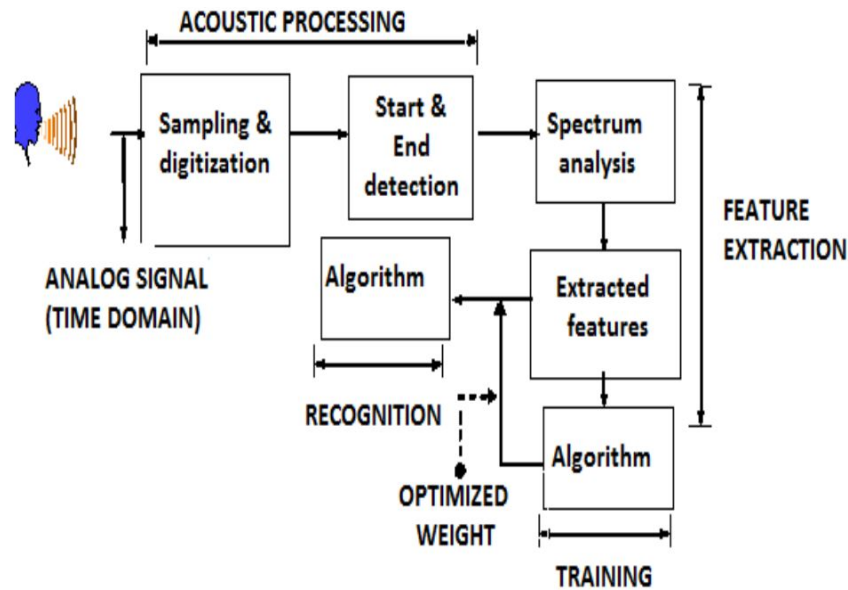 ACOUSTIC PROCESSING
Sampling &
digitization
Start &
End
detection
Spectrum
analysis
FEATURE
EXTRACTION
ANALOG SIGNAL
(TIME DOMAIN)
Algorithm
Extracted
features
RECOGNITION
Algorithm
OPTIMIZED
WEIGHT
TRAINING